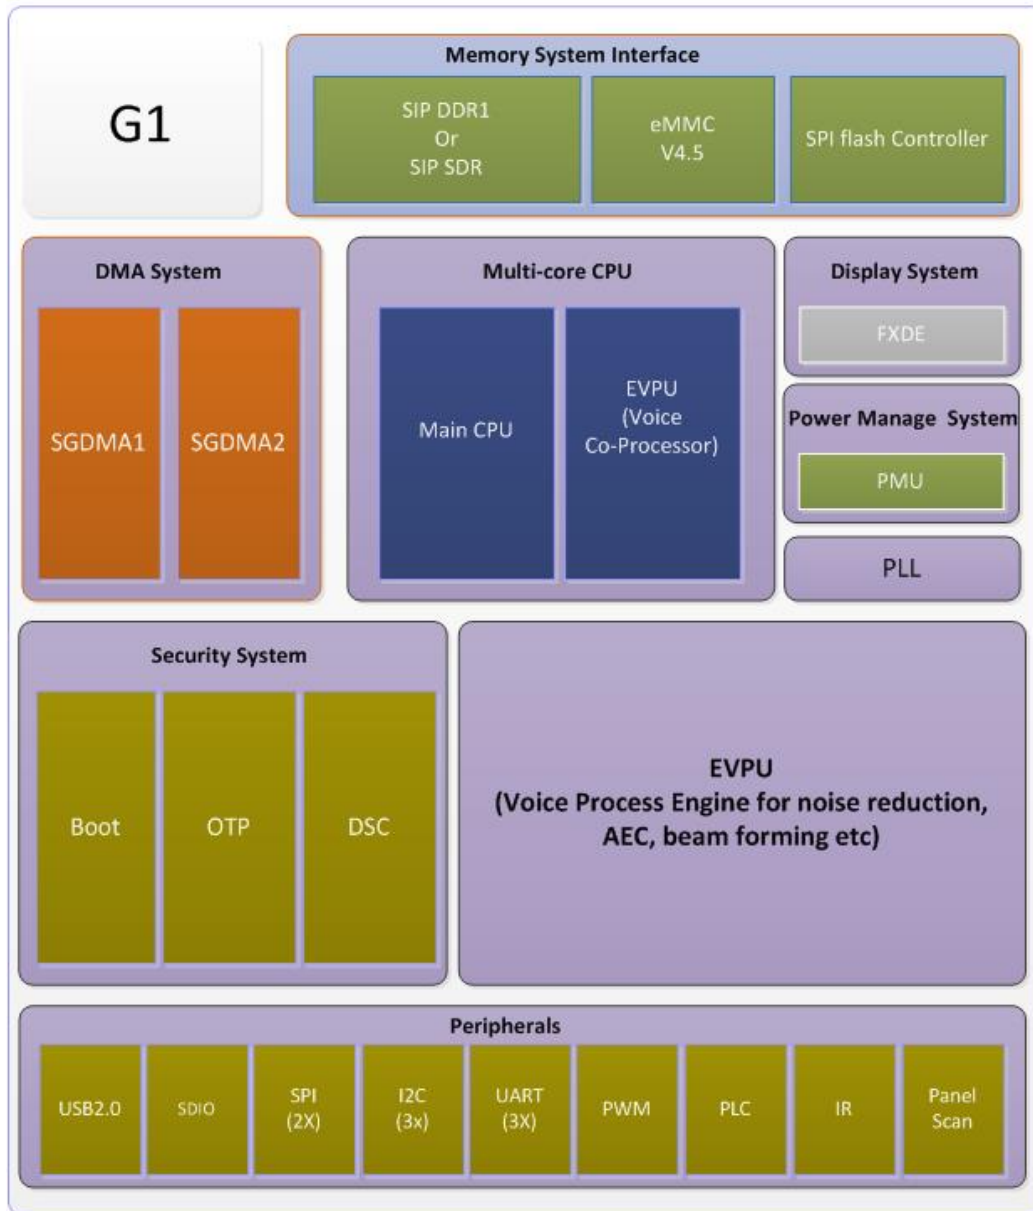 G1
Memory System Interface
SIP DDR1
Or
SIP SDR
eMMC
V4.5
SPI flash Controller
DMA System
SGDMA1
SGDMA2
Multi-core CPU
Main CPU
EVPU
(Voice
Co-Processor)
Display System
FXDE
Power Manage System
PMU
PLL
Security System
Boot
OTP
DSC
EVPU
(Voice Process Engine for noise reduction,
AEC, beam forming etc)
Peripherals
USB2.0
SDIO
SPI
(2X)
I2C
(3x)
UART
(3X)
PWM
PLC
IR
Panel
Scan